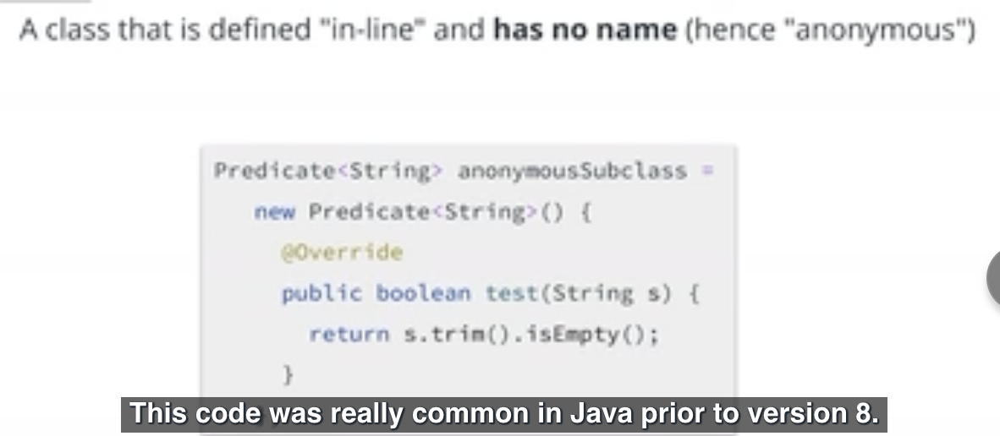 A class that is defined "in-line" and has no name (hence "anonymous")
Predicate<String> anonymousSubclass =
new Predicate<String>() {
@Override
public boolean test(String s) {
return s.trim().isEmpty();
}
This code was really common in Java prior to version 8.